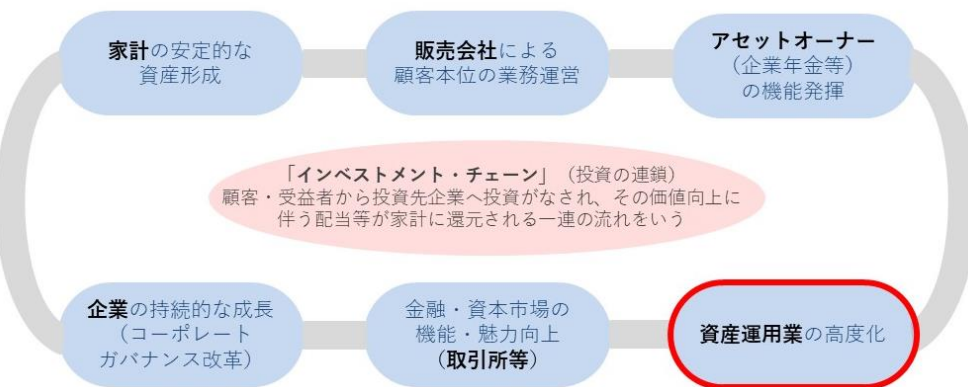 家計の安定的な
資産形成
販売会社による
顧客本位の業務運営
アセットオーナー
（企業年金等）
の機能発揮
「インベストメント・チェーン」（投資の連鎖）
顧客・受益者から投資先企業へ投資がなされ、その価値向上に
伴う配当等が家計に還元される一連の流れをいう
企業の持続的な成長
（コーポレート
ガバナンス改革）
金融・資本市場の
機能・魅力向上
（取引所等）
資産運用業の高度化